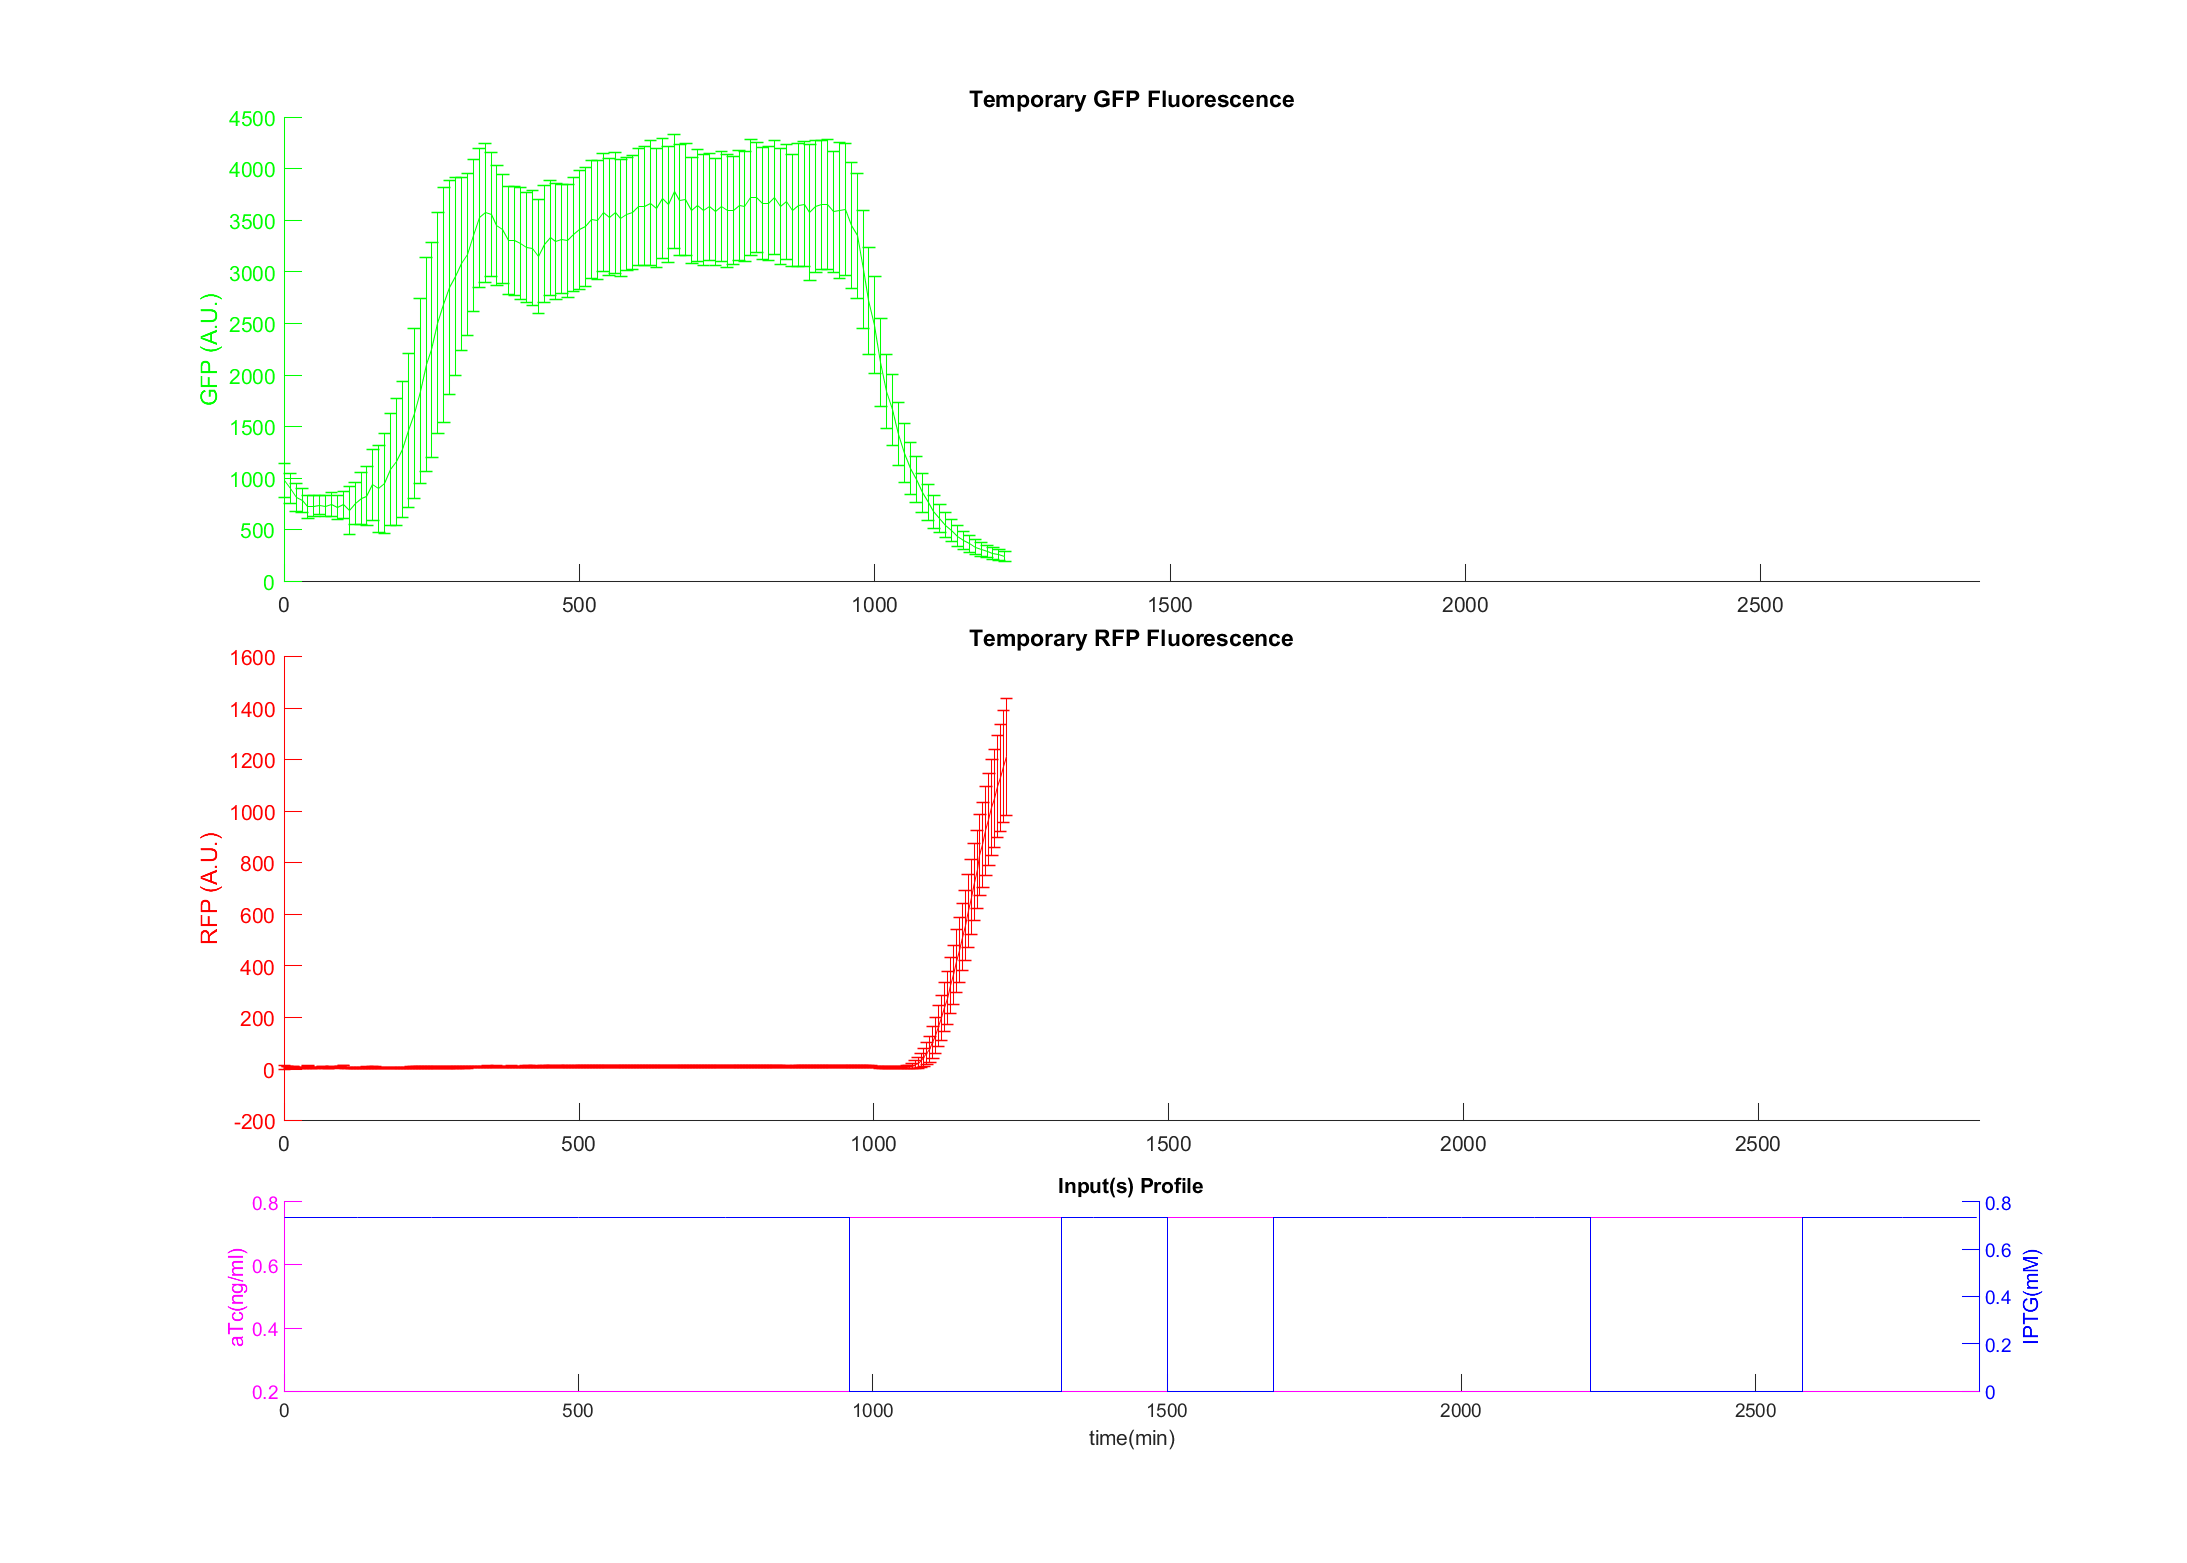 Temporary GFP Fluorescence
4500
4000
3500
3000
2500
2000
1500
1000
500
0
GFP (A.U.)
0 500 1000 1500 2000 2500
Temporary RFP Fluorescence
1600
1400
1200
1000
800
600
400
200
0
-200
RFP (A.U.)
0 500 1000 1500 2000 2500
Input(s) Profile
0.8
0.6
0.4
0.2
aTc(ng/ml)
0.8
0.6
0.4
0.2
0
IPTG(mM)
0 500 1000 1500 2000 2500
time(min)